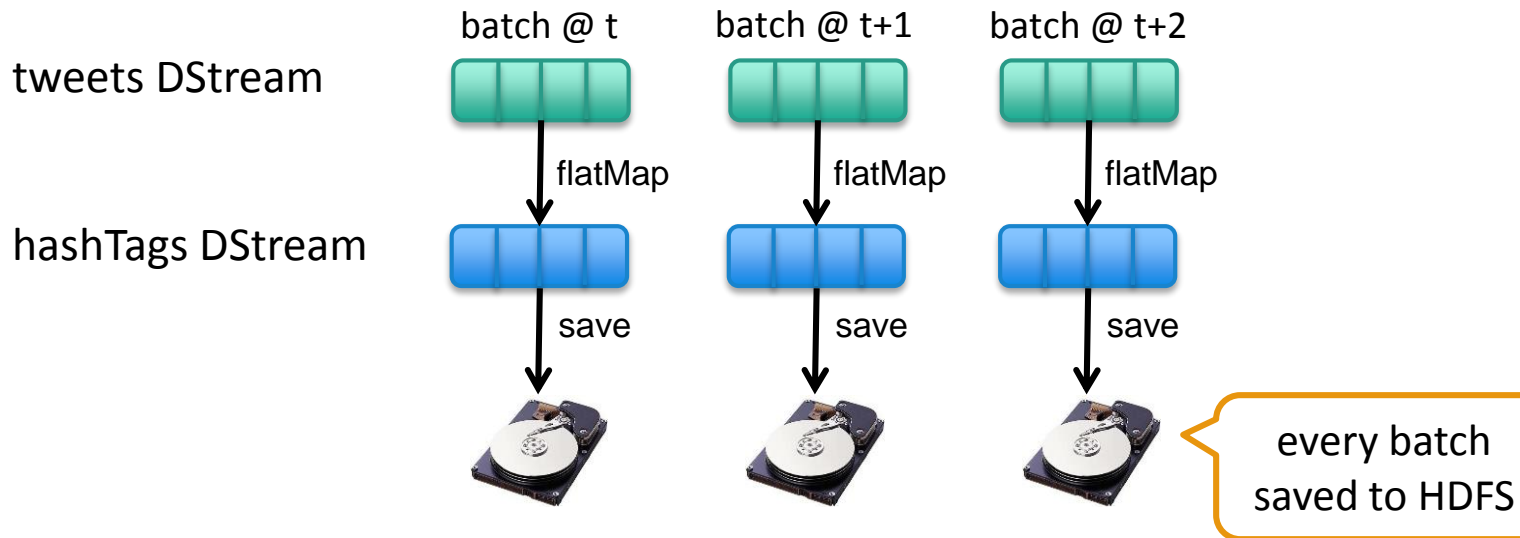 batch @ t
batch @ t+1
batch @ t+2
tweets DStream
flatMap
flatMap
flatMap
hashTags DStream
save
save
save
every batch
saved to HDFS